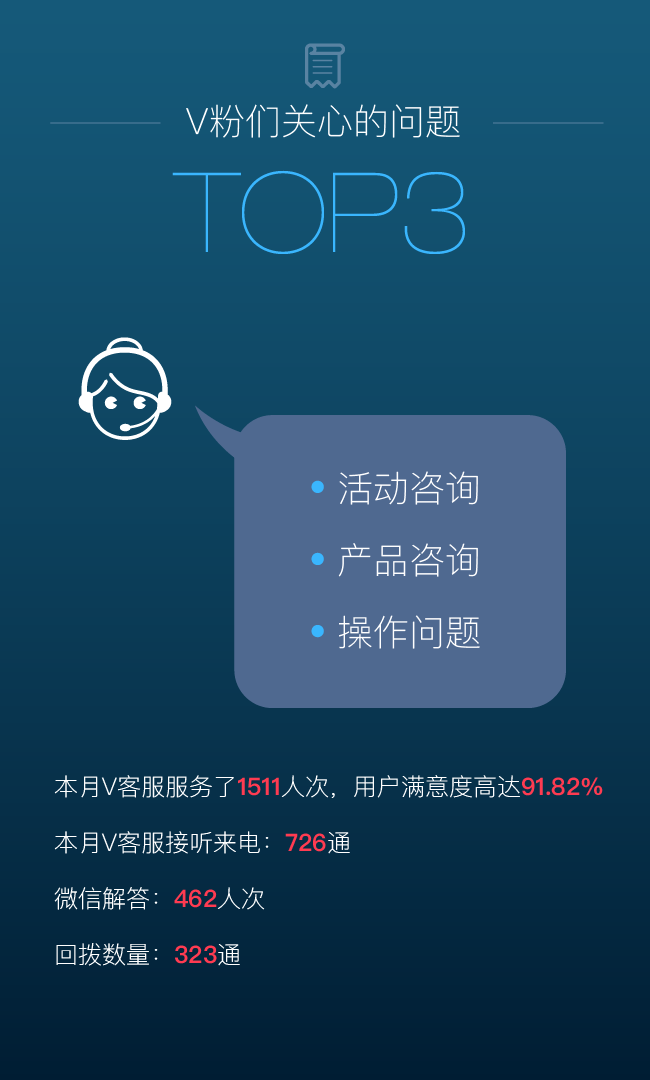 V粉们关心的问题
TOP3
活动咨询
产品咨询
操作问题
本月V客服服务了1511人次，用户满意度高达91.82%
本月V客服接听来电：726通
微信解答：462人次
回拨数量：323通